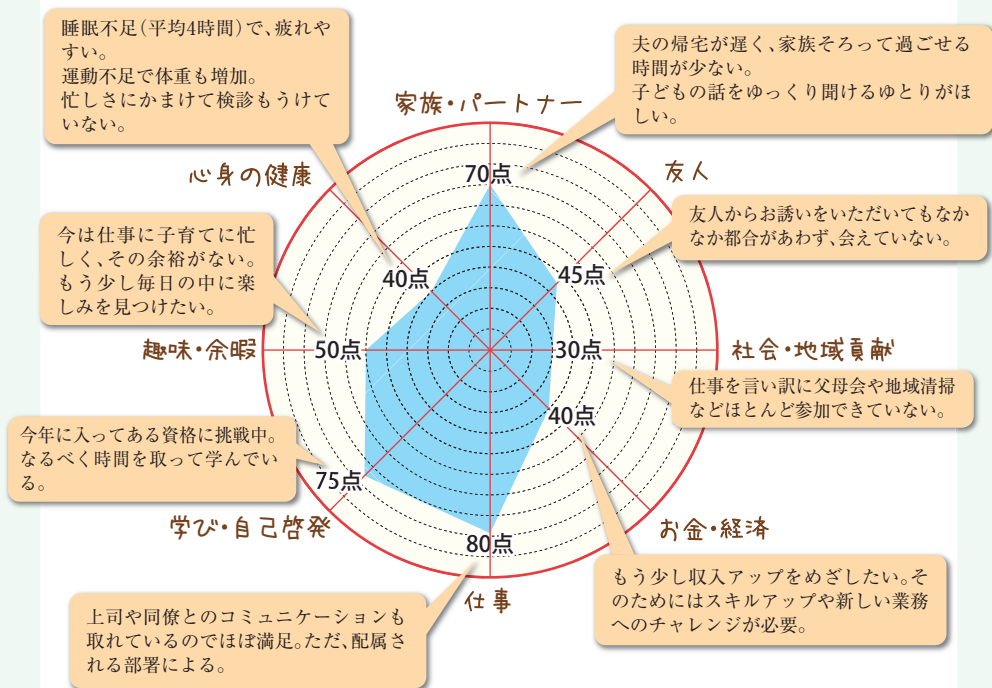 睡眠不足(平均4時間)で、疲れや
すい。
運動不足で体重も増加。
忙しさにかまけて検診もうけて
いない。
夫の帰宅が遅く、家族そろって過ごせる
時間が少ない。
子どもの話をゆっくり聞けるゆとりがほ
しい。
家族・パートナー
心身の健康
70点
友人
友人からお誘いをいただいてもなか
なか都合があわず、会えていない。
今は仕事に子育てに忙
しく、その余裕がない。
もう少し毎日の中に楽
しみを見つけたい。
40点
45点
趣味・余暇
50点
30点
社会・地域貢献
仕事を言い訳に父母会や地域清掃
などほとんど参加できていない。
40点
今年に入ってある資格に挑戦中。
なるべく時間を取って学んでい
る。
75点
学び・自己啓発
80点
お金・経済
仕事
もう少し収入アップをめざしたい。そ
のためにはスキルアップや新しい業務
へのチャレンジが必要。
上司や同僚とのコミュニケーションも
取れているのでほぼ満足。ただ、配属さ
れる部署による。